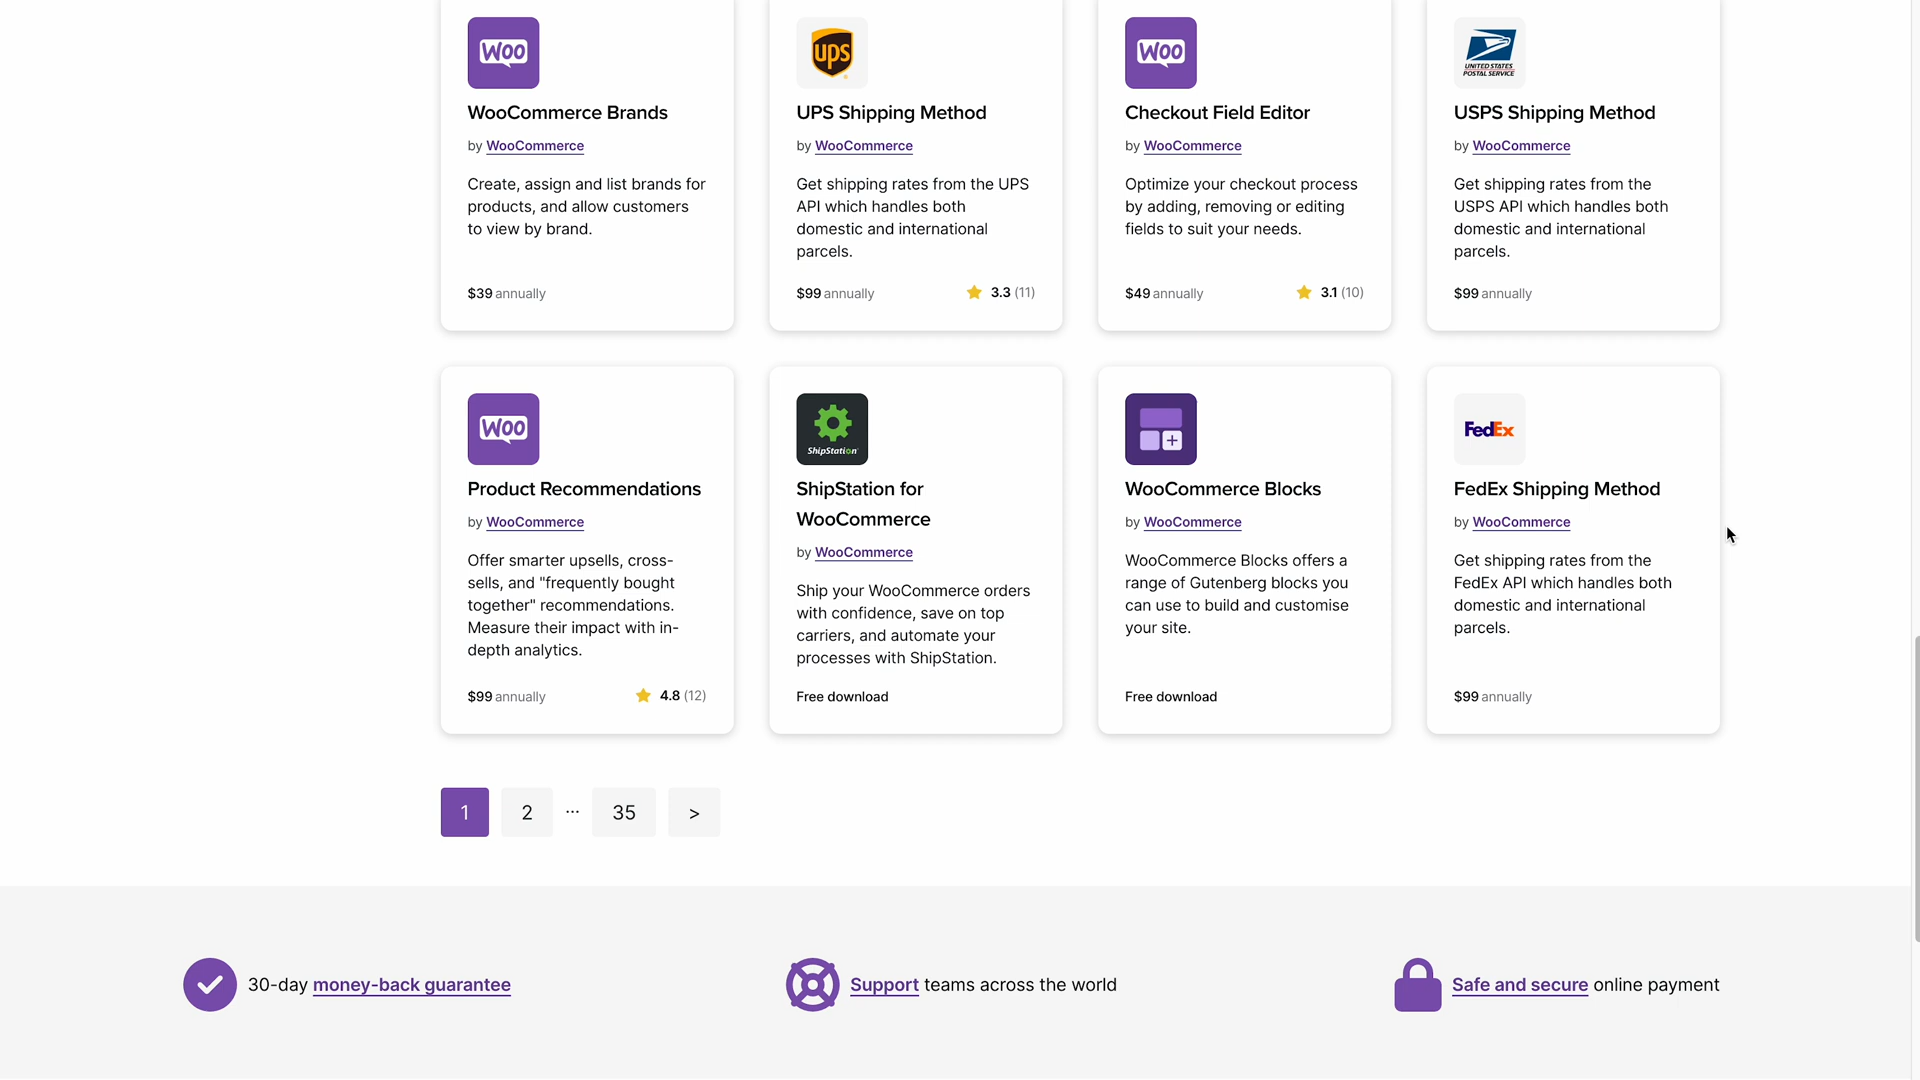 WOO
WooCommerce Brands
by WooCommerce
Create, assign and list brands for
products, and allow customers
to view by brand.
$39 annually
ups
UPS Shipping Method
by WooCommerce
Get shipping rates from the UPS
API which handles both
domestic and international
parcels.
$99 annually
3.3 (11)
WOO
Checkout Field Editor
by WooCommerce
Optimize your checkout process
by adding, removing or editing
fields to suit your needs.
$49 annually
3.1 (10)
UNITED STATES
POSTAL SERVICE
USPS Shipping Method
by WooCommerce
Get shipping rates from the
USPS API which handles both
domestic and international
parcels.
$99 annually
WOO
Product Recommendations
by WooCommerce
Offer smarter upsells, cross-
sells, and "frequently bought
together" recommendations.
Measure their impact with in-
depth analytics.
$99 annually
4.8 (12)
ShipStation
ShipStation for
WooCommerce
by WooCommerce
Ship your WooCommerce orders
with confidence, save on top
carriers, and automate your
processes with ShipStation.
Free download
WooCommerce Blocks
by WooCommerce
WooCommerce Blocks offers a
range of Gutenberg blocks you
can use to build and customise
your site.
Free download
FedEx
FedEx Shipping Method
by WooCommerce
Get shipping rates from the
FedEx API which handles both
domestic and international
parcels.
$99 annually
1 2 ... 35 >
30-day money-back guarantee
Support teams across the world
Safe and secure online payment